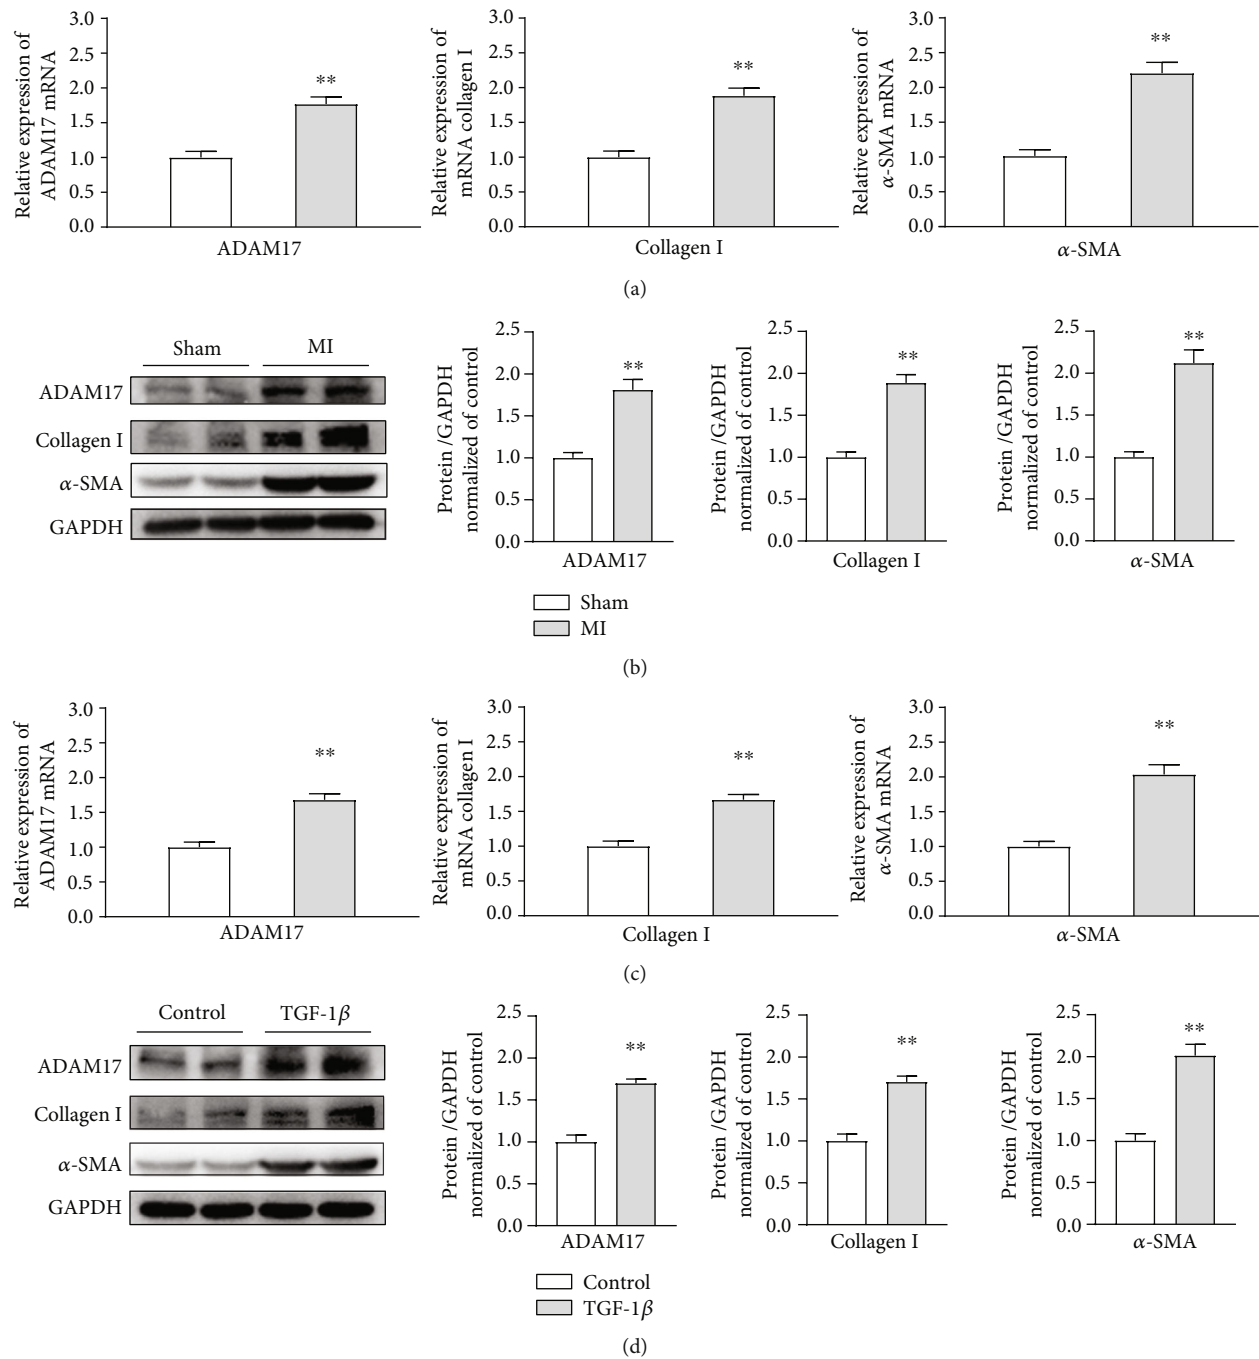 Relative expression of
ADAM17 mRNA
3.0
2.5
2.0
1.5
1.0
0.5
0.0
**
ADAM17
Relative expression of
mRNA collagen I
3.0
2.5
2.0
1.5
1.0
0.5
0.0
**
Collagen I
Relative expression of
α-SMA mRNA
3.0
2.5
2.0
1.5
1.0
0.5
0.0
**
α-SMA
(a)
Sham MI
ADAM17
Collagen I
α-SMA
GAPDH
Protein /GAPDH
normalized of control
2.5
2.0
1.5
1.0
0.5
0.0
**
ADAM17
Protein /GAPDH
normalized of control
2.5
2.0
1.5
1.0
0.5
0.0
**
Collagen I
Protein /GAPDH
normalized of control
2.5
2.0
1.5
1.0
0.5
0.0
**
α-SMA
Sham
MI
(b)
Relative expression of
ADAM17 mRNA
3.0
2.5
2.0
1.5
1.0
0.5
0.0
**
ADAM17
Relative expression of
mRNA collagen I
3.0
2.5
2.0
1.5
1.0
0.5
0.0
**
Collagen I
Relative expression of
α-SMA mRNA
3.0
2.5
2.0
1.5
1.0
0.5
0.0
**
α-SMA
(c)
Control TGF-1β
ADAM17
Collagen I
α-SMA
GAPDH
Protein /GAPDH
normalized of control
2.5
2.0
1.5
1.0
0.5
0.0
**
ADAM17
Protein /GAPDH
normalized of control
2.5
2.0
1.5
1.0
0.5
0.0
**
Collagen I
Protein /GAPDH
normalized of control
2.5
2.0
1.5
1.0
0.5
0.0
**
α-SMA
Control
TGF-1β
(d)